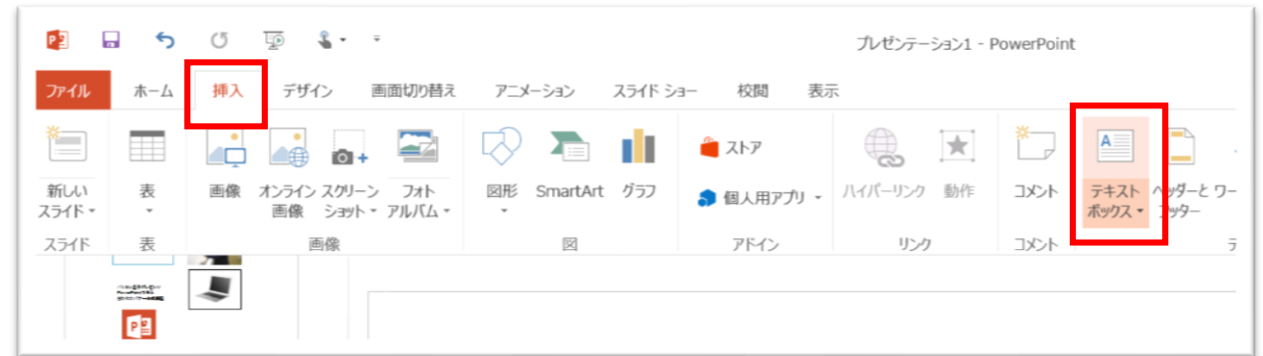 プレゼンテーション1 - PowerPoint
ファイル ホーム 挿入 デザイン 画面切り替え アニメーション スライド ショー 校閲 表示
新しい
スライド
表
画像
オンライン
画像
スクリーン
ショット
フォト
アルバム
図形
SmartArt
グラフ
ストア
個人用アプリ
ハイパーリンク
動作
コメント
テキスト
ボックス
ヘッダーと
フッター
ワー
スライド 表 画像 図 アドイン リンク コメント テ